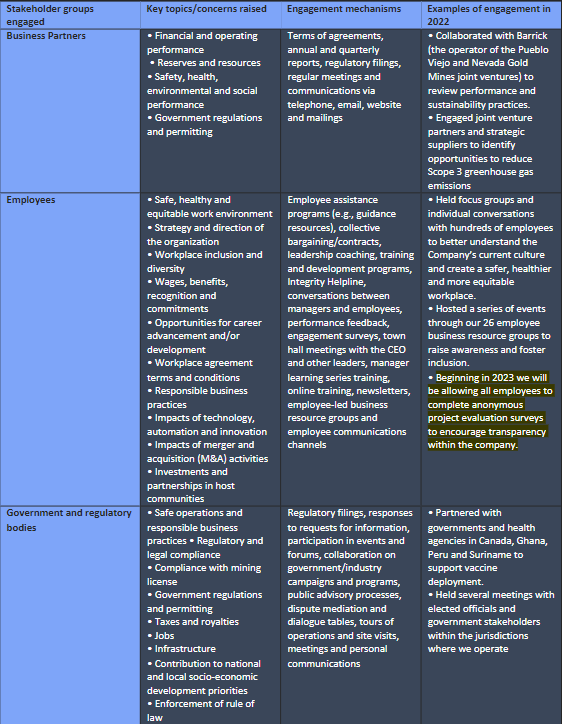 Stakeholder groups
engaged
Key topics/concerns raised
Engagement mechanisms
Examples of engagement in
2022
Business Partners
• Financial and operating
performance
• Reserves and resources
• Safety, health,
environmental and social
performance
• Government regulations
and permitting
Terms of agreements,
annual and quarterly
reports, regulatory filings,
regular meetings and
communications via
telephone, email, website
and mailings
• Collaborated with Barrick
(the operator of the Pueblo
Viejo and Nevada Gold
Mines joint ventures) to
review performance and
sustainability practices.
• Engaged joint venture
partners and strategic
suppliers to identify
opportunities to reduce
Scope 3 greenhouse gas
emissions
Employees
• Safe, healthy and
equitable work environment
• Strategy and direction of
the organization
• Workplace inclusion and
diversity
• Wages, benefits,
recognition and
commitments
• Opportunities for career
advancement and/or
development
• Workplace agreement
terms and conditions
• Responsible business
practices
• Impacts of technology,
automation and innovation
• Impacts of merger and
acquisition (M&A) activities
• Investments and
partnerships in host
communities
Employee assistance
programs (e.g., guidance
resources), collective
bargaining/contracts,
leadership coaching, training
and development programs,
Integrity Helpline,
conversations between
managers and employees,
performance feedback,
engagement surveys, town
hall meetings with the CEO
and other leaders, manager
learning series training,
online training, newsletters,
employee-led business
resource groups and
employee communications
channels
• Held focus groups and
individual conversations
with hundreds of employees
to better understand the
Company's current culture
and create a safer, healthier
and more equitable
workplace.
• Hosted a series of events
through our 26 employee
business resource groups to
raise awareness and foster
inclusion.
• Beginning in 2023 we will
be allowing all employees to
complete anonymous
project evaluation surveys
to encourage transparency
within the company.
Government and regulatory
bodies
• Safe operations and
responsible business
practices • Regulatory and
legal compliance
• Compliance with mining
license
• Government regulations
and permitting
• Taxes and royalties
• Jobs
• Infrastructure
• Contribution to national
and local socio-economic
development priorities
• Enforcement of rule of
law
Regulatory filings, responses
to requests for information,
participation in events and
forums, collaboration on
government/industry
campaigns and programs,
public advisory processes,
dispute mediation and
dialogue tables, tours of
operations and site visits,
meetings and personal
communications
• Partnered with
governments and health
agencies in Canada, Ghana,
Peru and Suriname to
support vaccine
deployment.
• Held several meetings with
elected officials and
government stakeholders
within the jurisdictions
where we operate